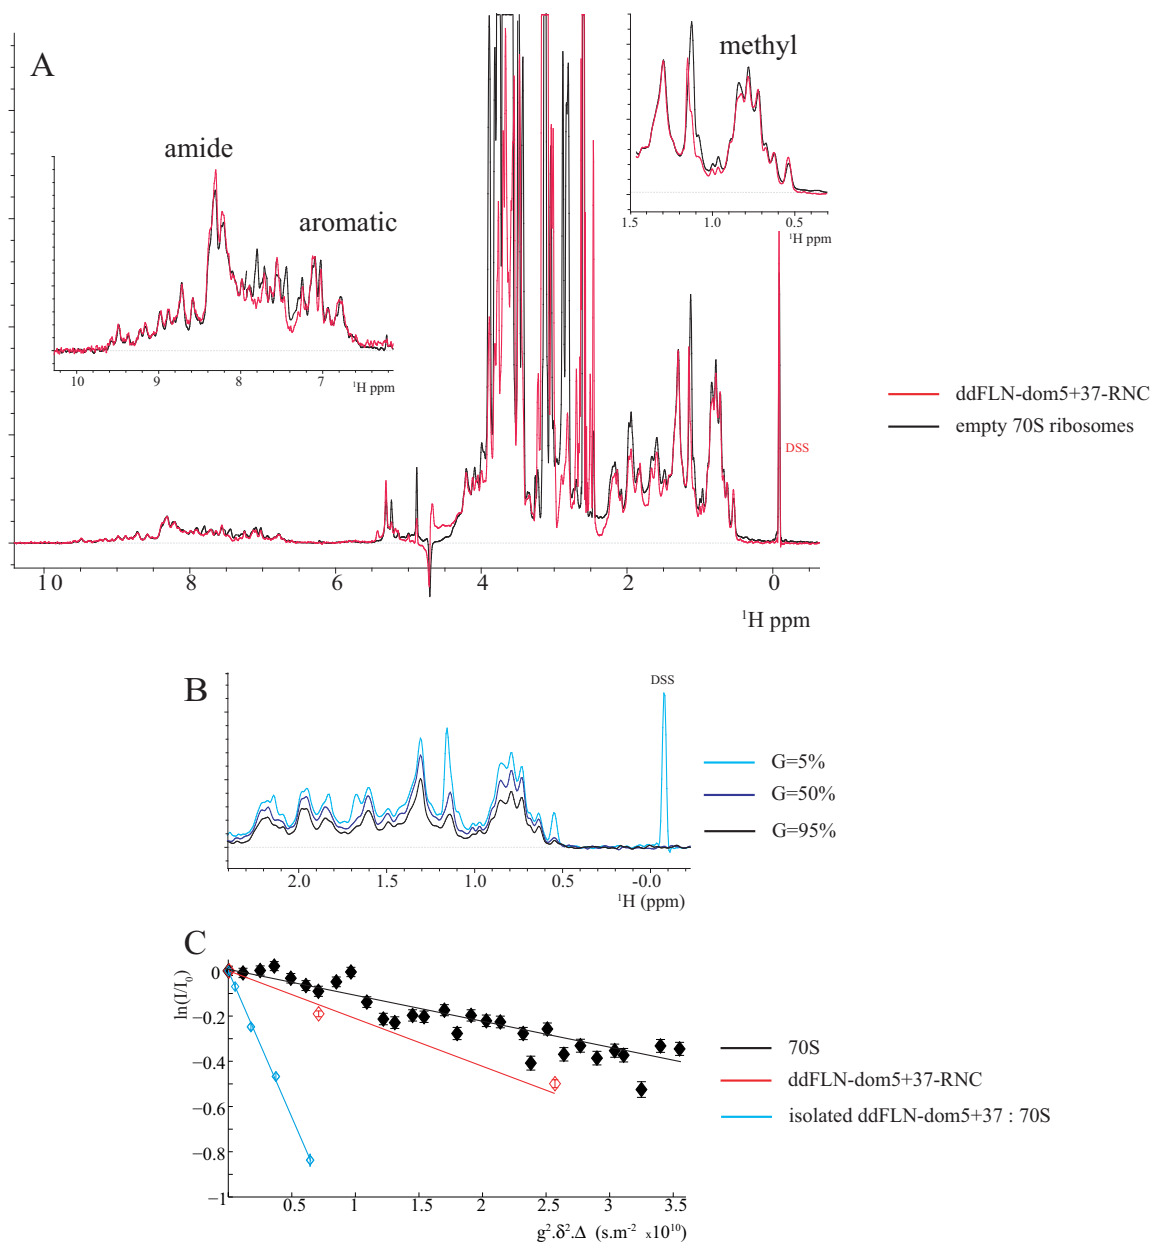 A
amide
aromatic
10 9 8 7
¹H ppm
methyl
1.5 1.0 0.5
¹H ppm
ddFLN-dom5+37-RNC
empty 70S ribosomes
DSS
10 8 6 4 2 0
¹H ppm
B
DSS
G=5%
G=50%
G=95%
2.0 1.5 1.0 0.5 -0.0
¹H (ppm)
C
ln(I/I₀)
0
−0.2
−0.4
−0.6
−0.8
−1
0.5 1 1.5 2 2.5 3 3.5
g².δ².Δ (s.m⁻² x10¹⁰)
70S
ddFLN-dom5+37-RNC
isolated ddFLN-dom5+37 : 70S